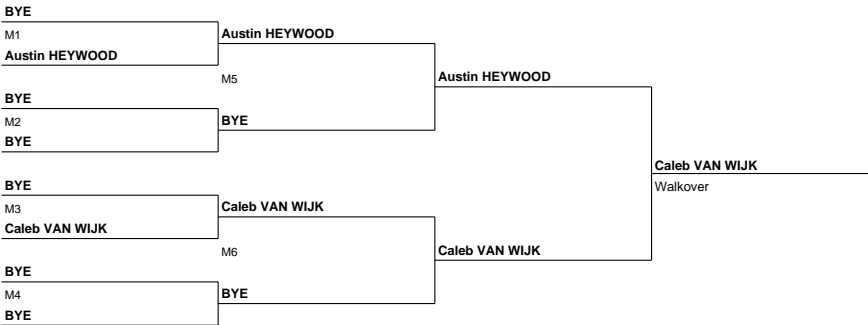 BYE
M1
Austin HEYWOOD
Austin HEYWOOD
M5
Austin HEYWOOD
BYE
M2
BYE
BYE
Caleb VAN WIJK
Walkover
BYE
M3
Caleb VAN WIJK
Caleb VAN WIJK
M6
Caleb VAN WIJK
BYE
M4
BYE
BYE